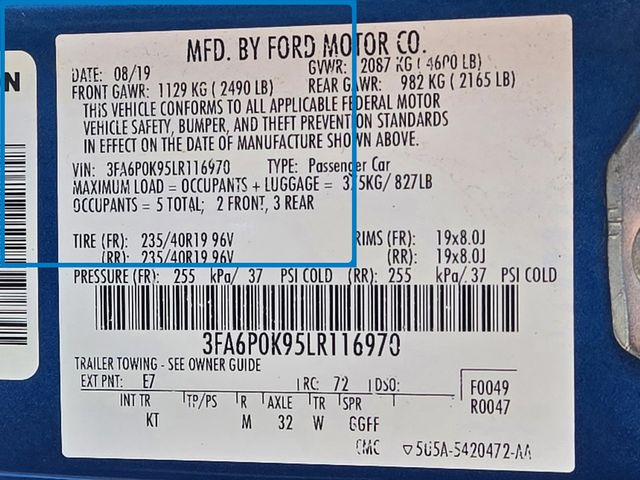 MFD. BY FORD MOTOR CO.
DATE: 08/19 GVWR: 2087 KG ( 4600 LB)
FRONT GAWR: 1129 KG ( 2490 LB) REAR GAWR: 982 KG ( 2165 LB)
THIS VEHICLE CONFORMS TO ALL APPLICABLE FEDERAL MOTOR
VEHICLE SAFETY, BUMPER, AND THEFT PREVENTION STANDARDS
IN EFFECT ON THE DATE OF MANUFACTURE SHOWN ABOVE.
VIN: 3FA6P0K95LR116970 TYPE: Passenger Car
MAXIMUM LOAD = OCCUPANTS + LUGGAGE = 375KG/ 827LB
OCCUPANTS = 5 TOTAL; 2 FRONT, 3 REAR
TIRE (FR): 235/40R19 96V RIMS (FR): 19x8.0J
(RR): 235/40R19 96V (RR): 19x8.0J
PRESSURE (FR): 255 kPa/ 37 PSI COLD (RR): 255 kPa/ 37 PSI COLD
3FA6P0K95LR116970
TRAILER TOWING - SEE OWNER GUIDE
EXT PNT: E7 RC: 72 DSO: F0049
INT TR TP/PS R AXLE TR SPR R0047
KT M 32 W GGFF
CMC ▽5U5A-5420472-AA
N